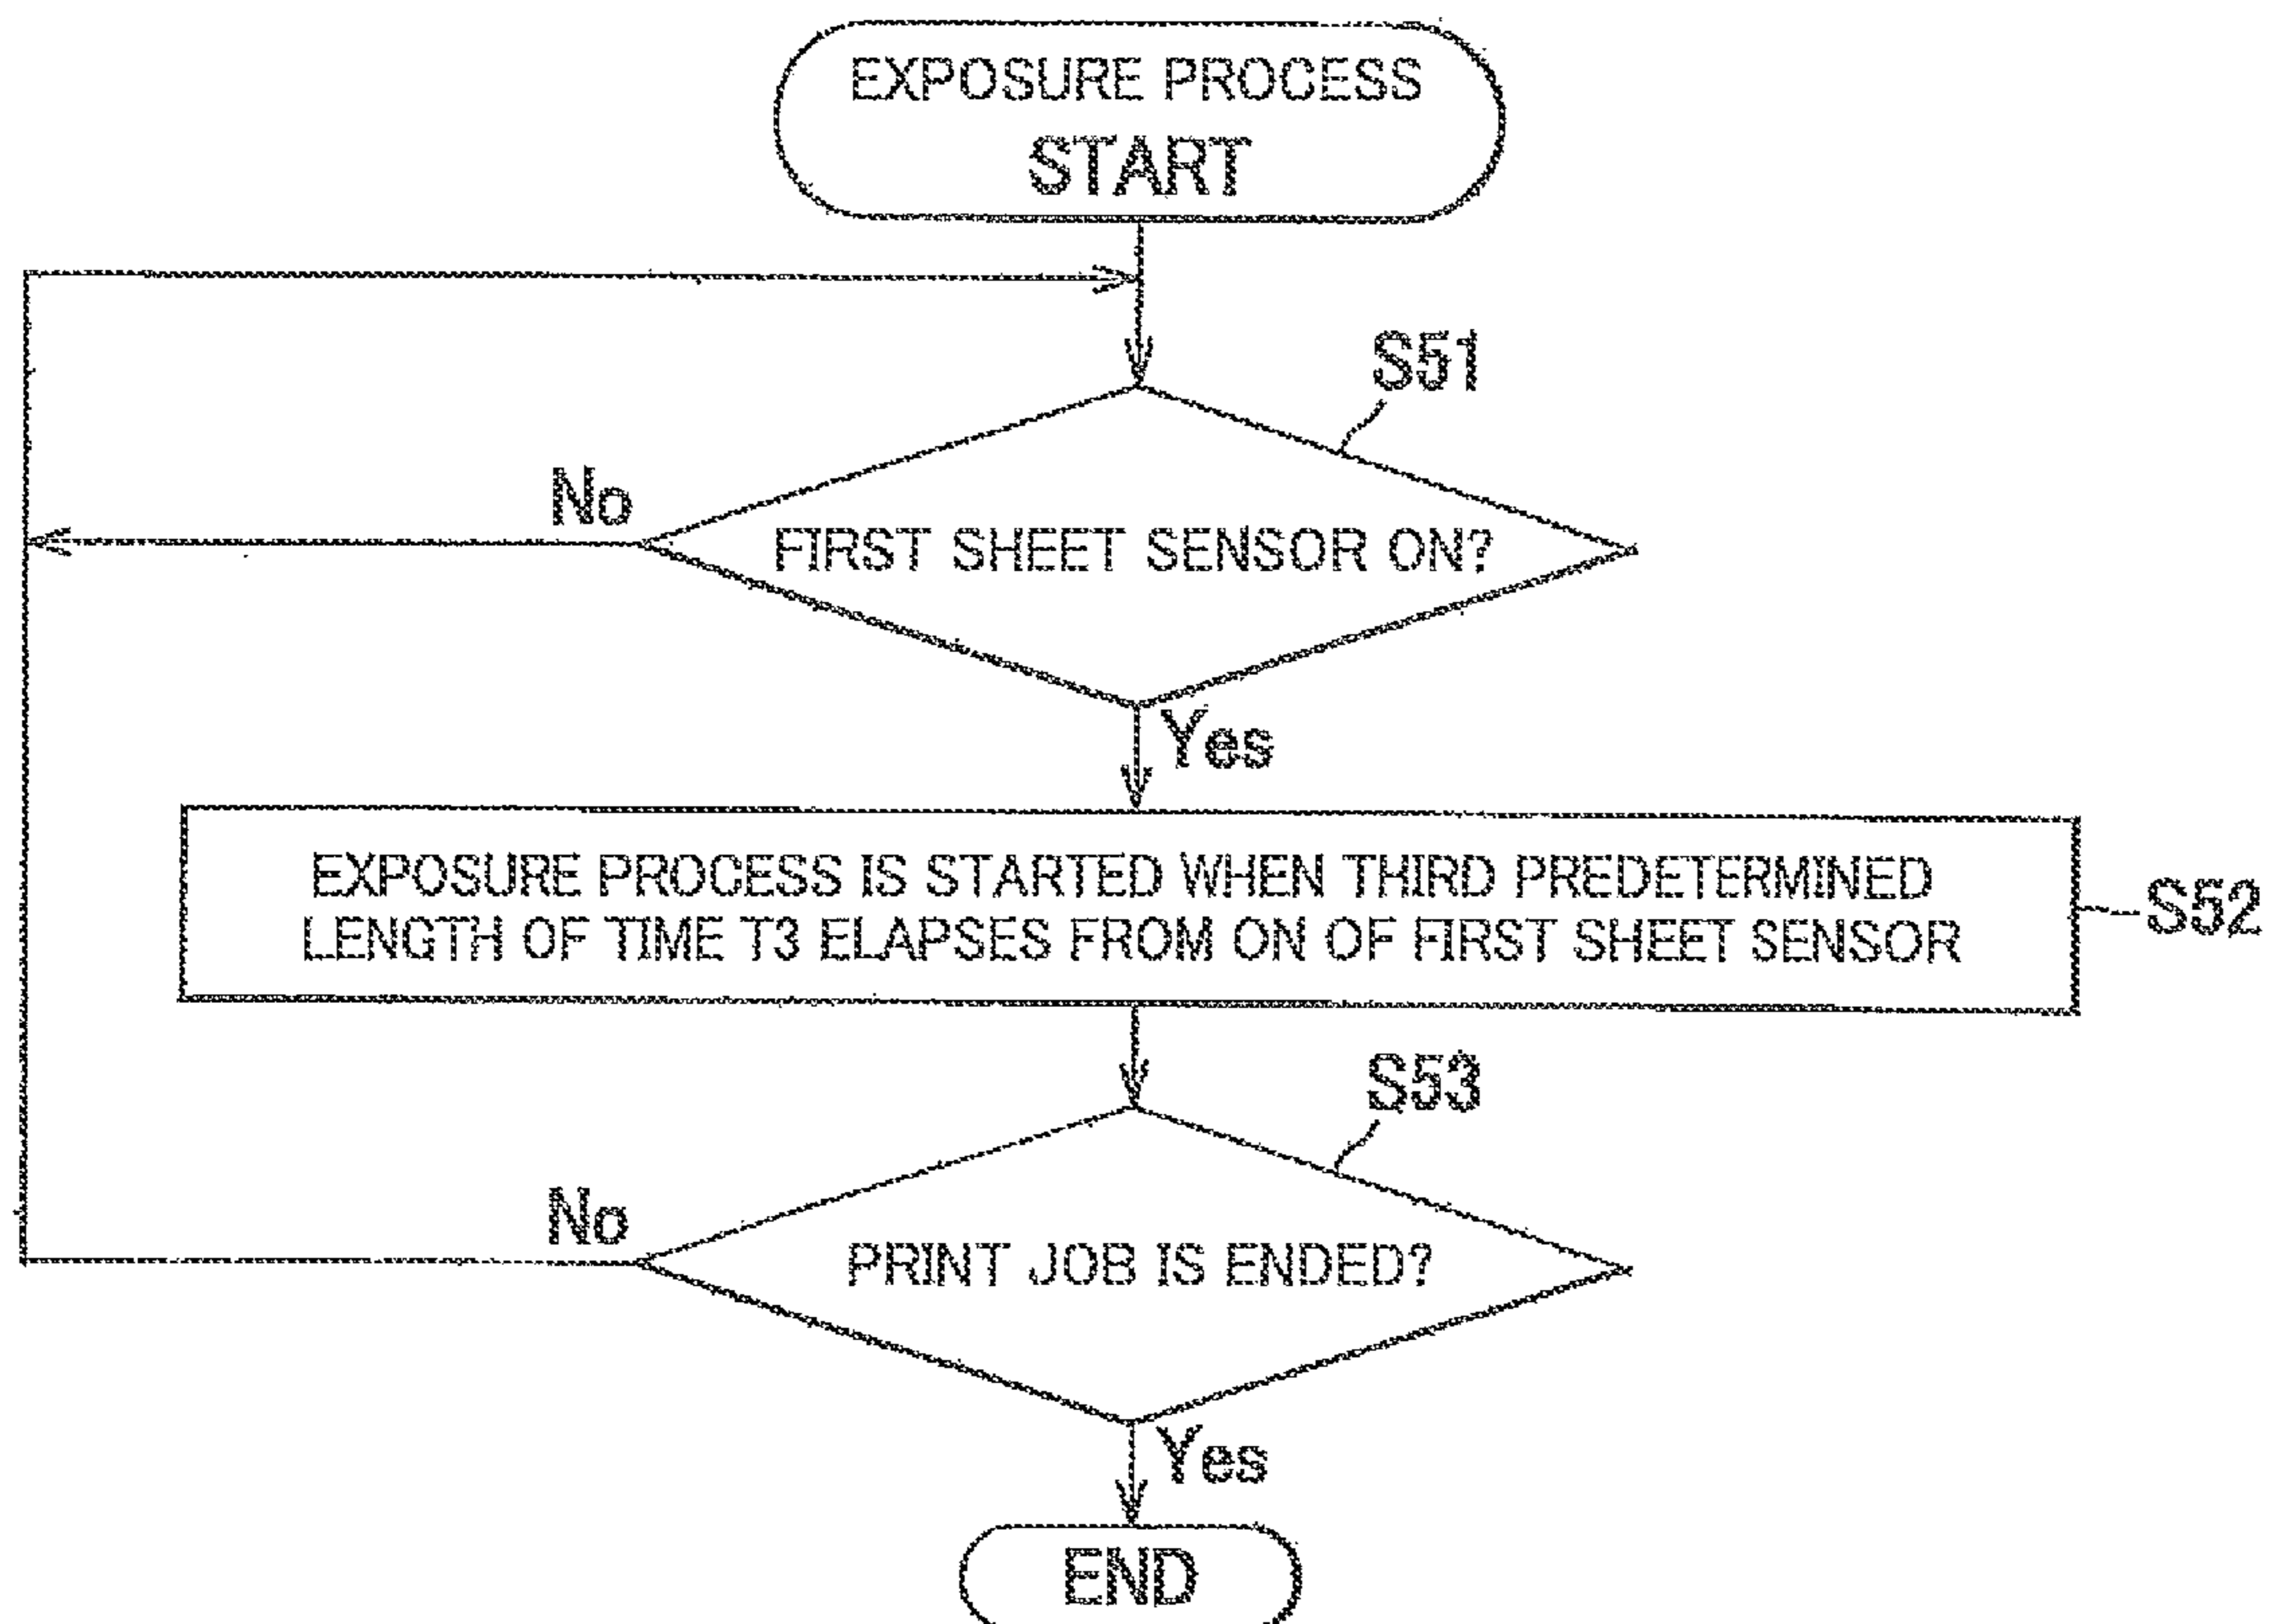 EXPOSURE PROCESS
START
S51
No
FIRST SHEET SENSOR ON?
Yes
EXPOSURE PROCESS IS STARTED WHEN THIRD PREDETERMINED
LENGTH OF TIME T3 ELAPSES FROM ON OF FIRST SHEET SENSOR
S52
S53
No
PRINT JOB IS ENDED?
Yes
END